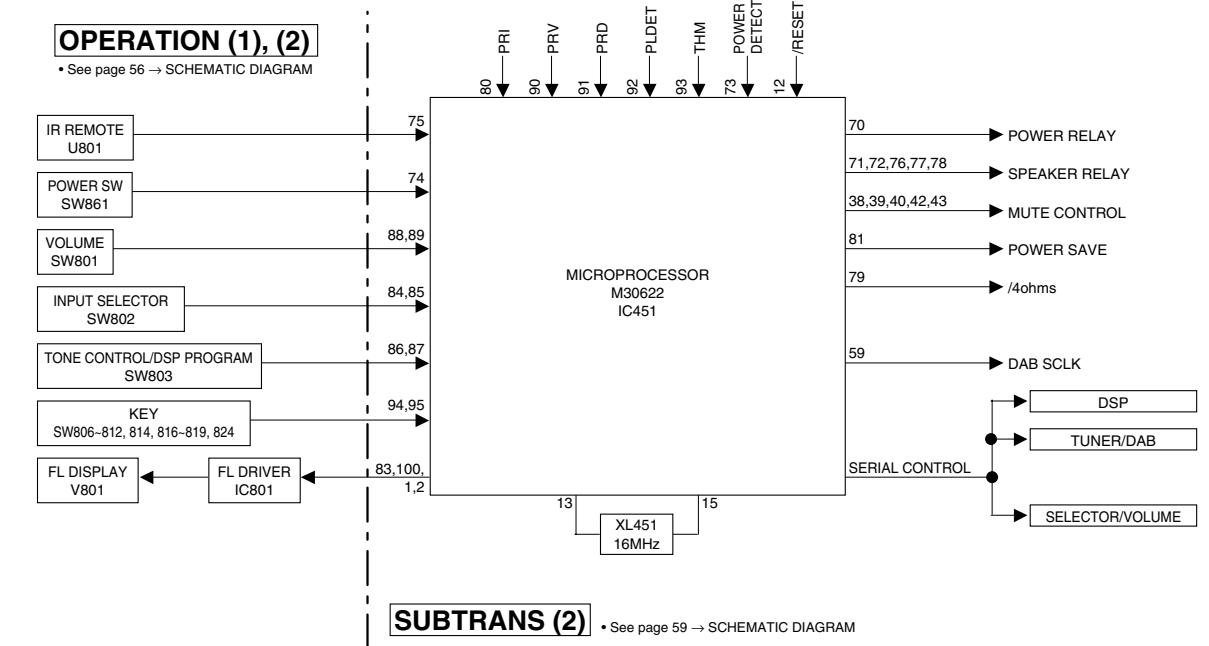 OPERATION (1), (2)
• See page 56 → SCHEMATIC DIAGRAM
PRI
PRV
PRD
PLDET
THM
POWER
DETECT
/RESET
80
90
91
92
93
73
12
IR REMOTE
U801
75
POWER SW
SW861
74
VOLUME
SW801
88,89
INPUT SELECTOR
SW802
84,85
TONE CONTROL/DSP PROGRAM
SW803
86,87
KEY
SW806~812, 814, 816~819, 824
94,95
FL DISPLAY
V801
FL DRIVER
IC801
83,100,
1,2
MICROPROCESSOR
M30622
IC451
70
POWER RELAY
71,72,76,77,78
SPEAKER RELAY
38,39,40,42,43
MUTE CONTROL
81
POWER SAVE
79
/4ohms
59
DAB SCLK
DSP
TUNER/DAB
SERIAL CONTROL
SELECTOR/VOLUME
13
15
XL451
16MHz
SUBTRANS (2)
• See page 59 → SCHEMATIC DIAGRAM